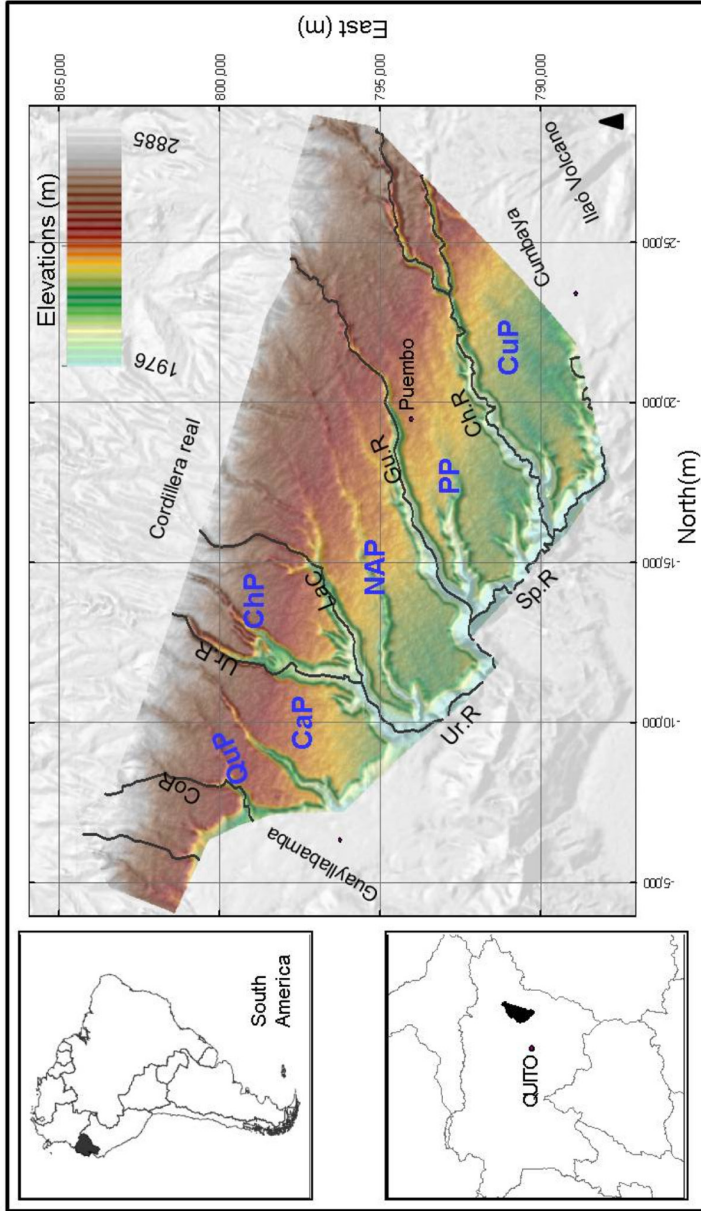 East (m)
805,000
800,000
795,000
790,000
Elevations (m)
2885
1976
Cordillera real
Ilaó Volcano
Cumbaya
-25,000
-20,000
-15,000
-10,000
-5,000
North(m)
Puembo
CuP
Ch.R
PP
Gu.R
NAP
Sp.R
LaC
ChP
Ur.R
Ur.R
CaP
QuP
CoR
Guayllabamba
South
America
QUITO